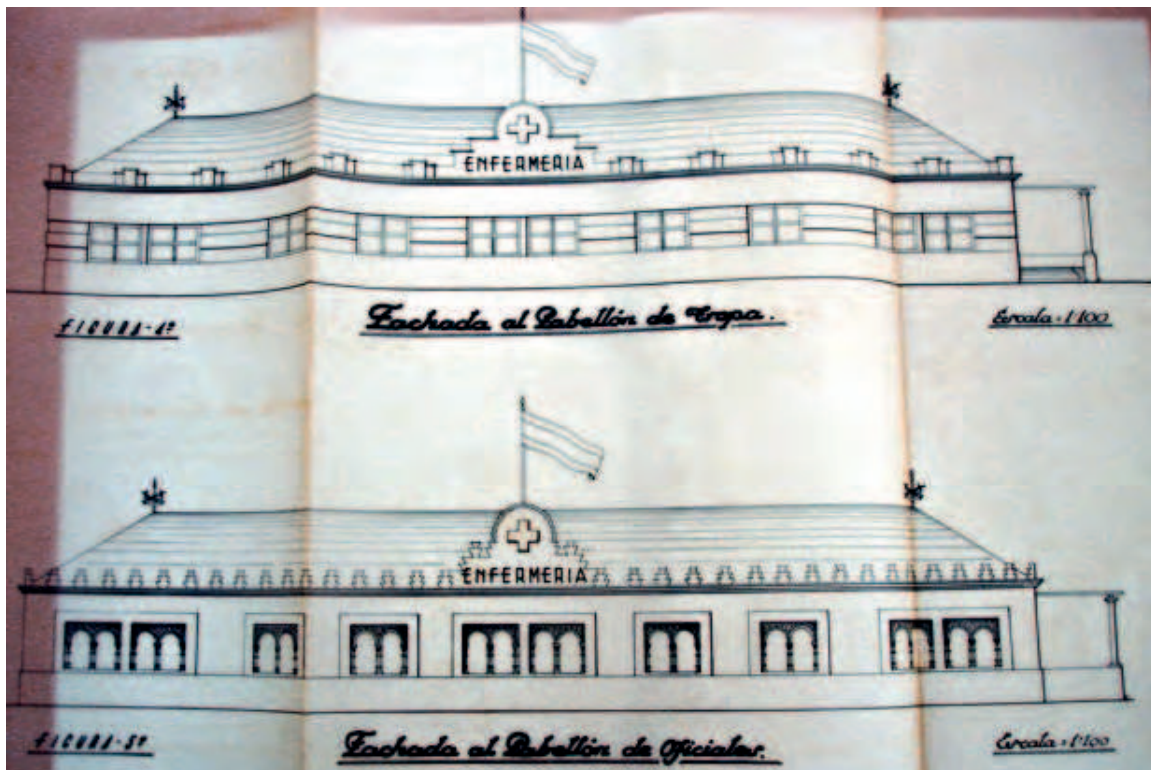 ENFERMERIA
FIGURA-4ª
Fachada al Pabellón de Tropa.
Escala=1:100
ENFERMERIA
FIGURA-5ª
Fachada al Pabellón de Oficiales.
Escala=1:100